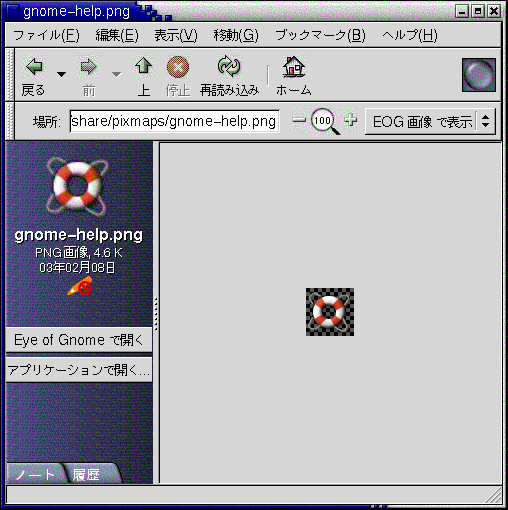 gnome-help.png
ファイル(F) 編集(E) 表示(V) 移動(G) ブックマーク(B) ヘルプ(H)
戻る 前 上 停止 再読み込み ホーム
場所: share/pixmaps/gnome-help.png 100 EOG 画像 で表示
gnome-help.png
PNG 画像, 4.6 K
03年02月08日
Eye of Gnome で開く
アプリケーションで開く...
ノート 履歴